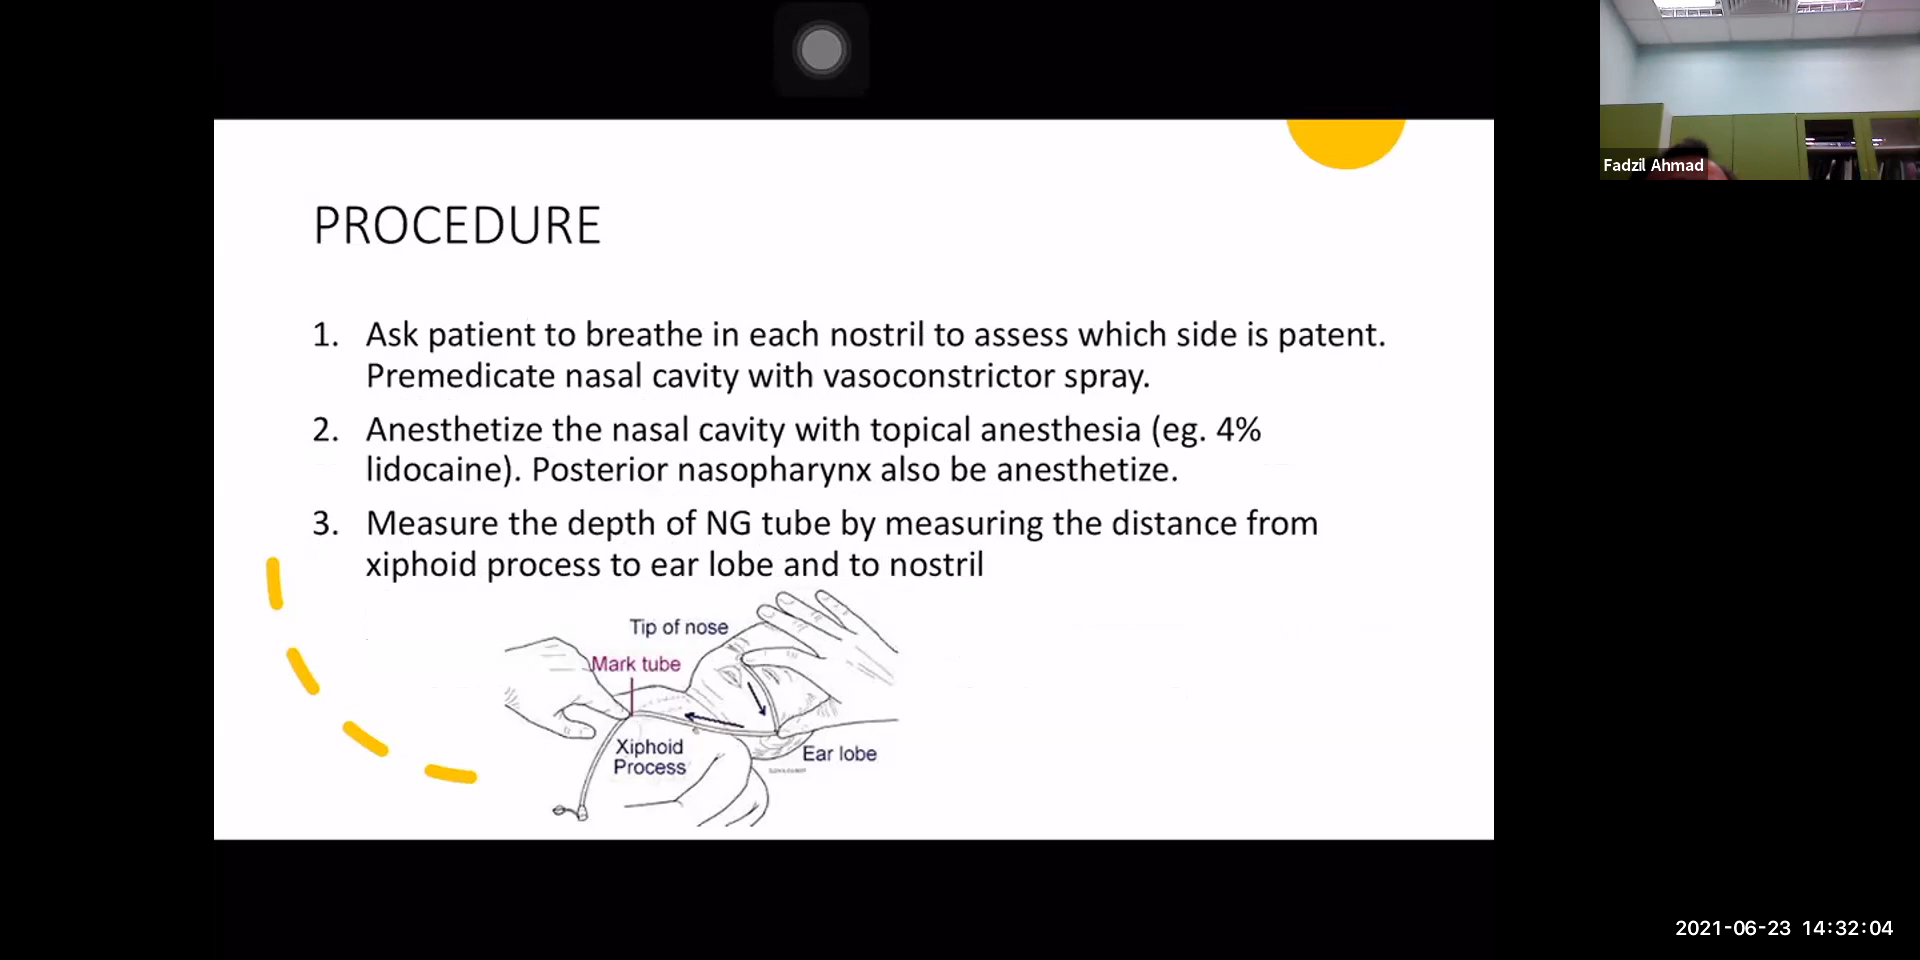 Fadzil Ahmad
PROCEDURE
1. Ask patient to breathe in each nostril to assess which side is patent.
Premedicate nasal cavity with vasoconstrictor spray.
2. Anesthetize the nasal cavity with topical anesthesia (eg. 4%
lidocaine). Posterior nasopharynx also be anesthetize.
3. Measure the depth of NG tube by measuring the distance from
xiphoid process to ear lobe and to nostril
Tip of nose
Mark tube
Xiphoid
Process
Ear lobe
2021-06-23 14:32:04